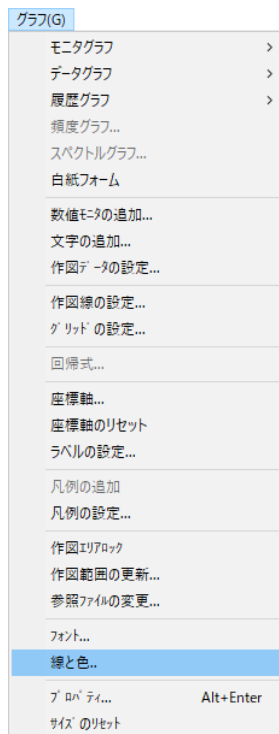 グラフ(G)
モニタグラフ >
データグラフ >
履歴グラフ >
頻度グラフ...
スペクトルグラフ...
白紙フォーム
数値ﾓﾆﾀの追加...
文字の追加...
作図ﾃﾞｰﾀの設定...
作図線の設定...
ｸﾞﾘｯﾄﾞの設定...
回帰式...
座標軸...
座標軸のリセット
ラベルの設定...
凡例の追加
凡例の設定...
作図ｴﾘｱﾛｯｸ
作図範囲の更新...
参照ﾌｧｲﾙの変更...
ﾌｫﾝﾄ...
線と色..
ﾌﾟﾛﾊﾟﾃｨ... Alt+Enter
ｻｲｽﾞのﾘｾｯﾄ